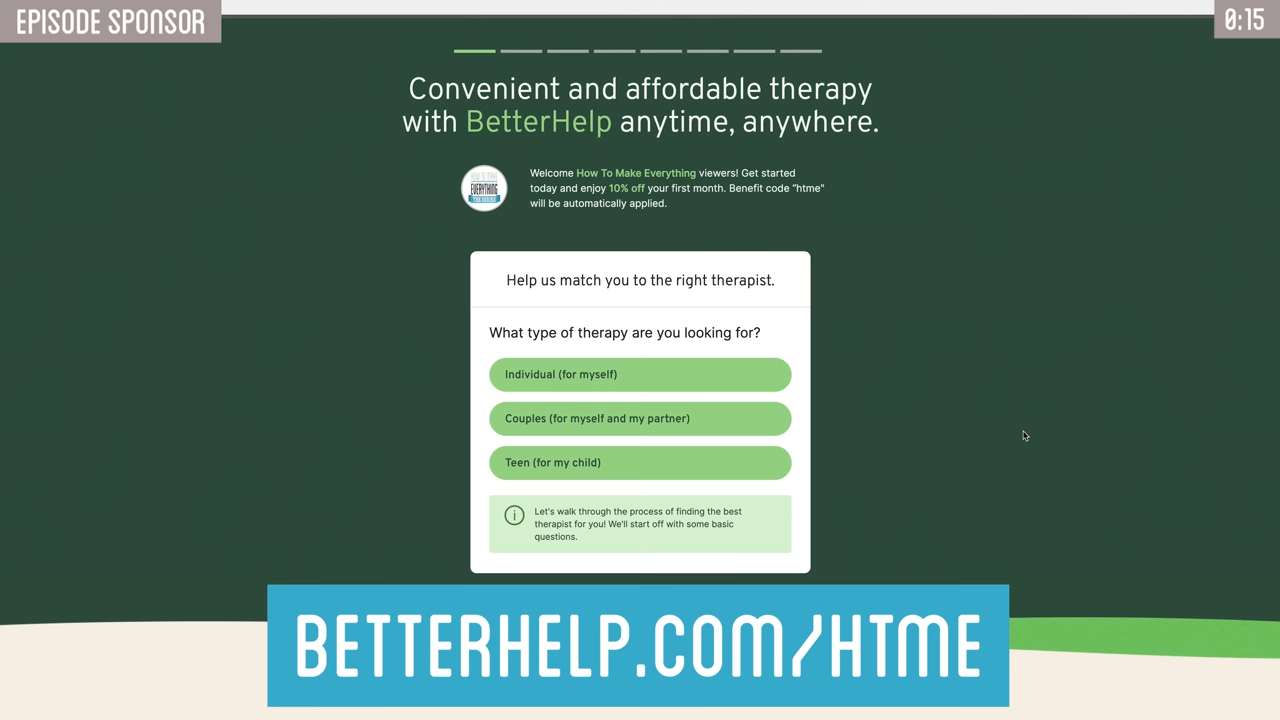 EPISODE SPONSOR
0:15
Convenient and affordable therapy
with BetterHelp anytime, anywhere.
HOW TO MAKE
EVERYTHING
Welcome How To Make Everything viewers! Get started
today and enjoy 10% off your first month. Benefit code “htme"
will be automatically applied.
Help us match you to the right therapist.
What type of therapy are you looking for?
Individual (for myself)
Couples (for myself and my partner)
Teen (for my child)
Let's walk through the process of finding the best
therapist for you! We'll start off with some basic
questions.
BETTERHELP.COM/HTME